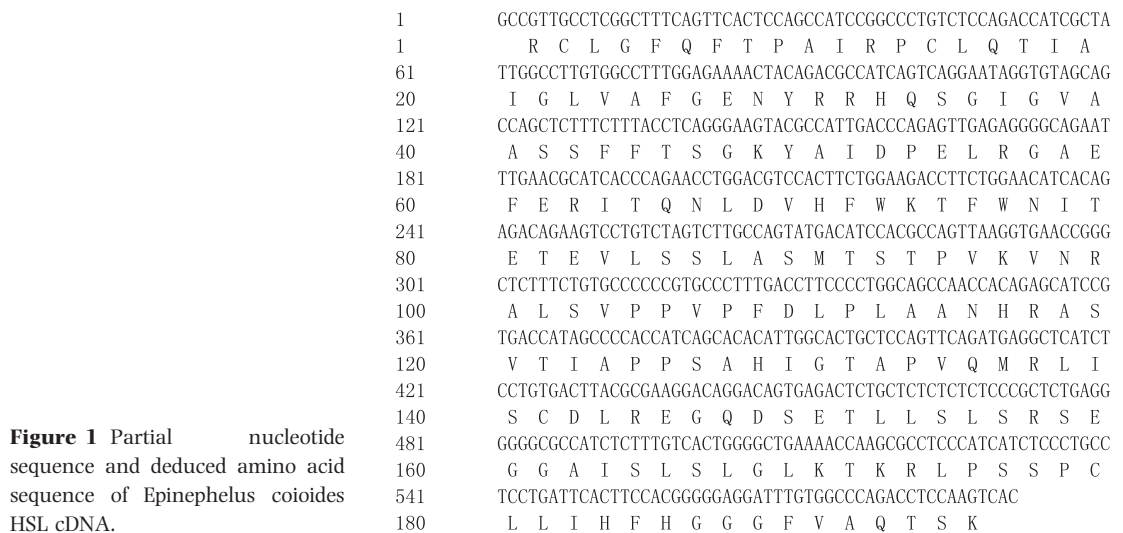 1 GCCGTTGCCTCGGCTTTCAGTTCACTCCAGCCATCCGGCCCTGTCTCCAGACCATCGCTA
1 R C L G F Q F T P A I R P C L Q T I A
61 TTGGCCTTGTGGCCTTTGGAGAAAACTACAGACGCCATCAGTCAGGAATAGGTGTAGCAG
20 I G L V A F G E N Y R R H Q S G I G V A
121 CCAGCTCTTTCTTTACCTCAGGGAAGTACGCCATTGACCCAGAGTTGAGAGGGGCAGAAT
40 A S S F F T S G K Y A I D P E L R G A E
181 TTGAACGCATCACCCAGAACCTGGACGTCCACTTCTGGAAGACCTTCTGGAACATCACAG
60 F E R I T Q N L D V H F W K T F W N I T
241 AGACAGAAGTCCTGTCTAGTCTTGCCAGTATGACATCCACGCCAGTTAAGGTGAACCGGG
80 E T E V L S S L A S M T S T P V K V N R
301 CTCTTTCTGTGCCCCCCGTGCCCTTTGACCTTCCCCTGGCAGCCAACCACAGAGCATCCG
100 A L S V P P V P F D L P L A A N H R A S
361 TGACCATAGCCCCACCATCAGCACACATTGGCACTGCTCCAGTTCAGATGAGGCTCATCT
120 V T I A P P S A H I G T A P V Q M R L I
421 CCTGTGACTTACGCGAAGGACAGGACAGTGAGACTCTGCTCTCTCTCTCCCGCTCTGAGG
140 S C D L R E G Q D S E T L L S L S R S E
481 GGGGCGCCATCTCTTTGTCACTGGGGCTGAAAACCAAGCGCCTCCCATCATCTCCCTGCC
160 G G A I S L S L G L K T K R L P S S P C
541 TCCTGATTCACTTCCACGGGGGAGGATTTGTGGCCCAGACCTCCAAGTCAC
180 L L I H F H G G G F V A Q T S K
Figure 1 Partial nucleotide
sequence and deduced amino acid
sequence of Epinephelus coioides
HSL cDNA.